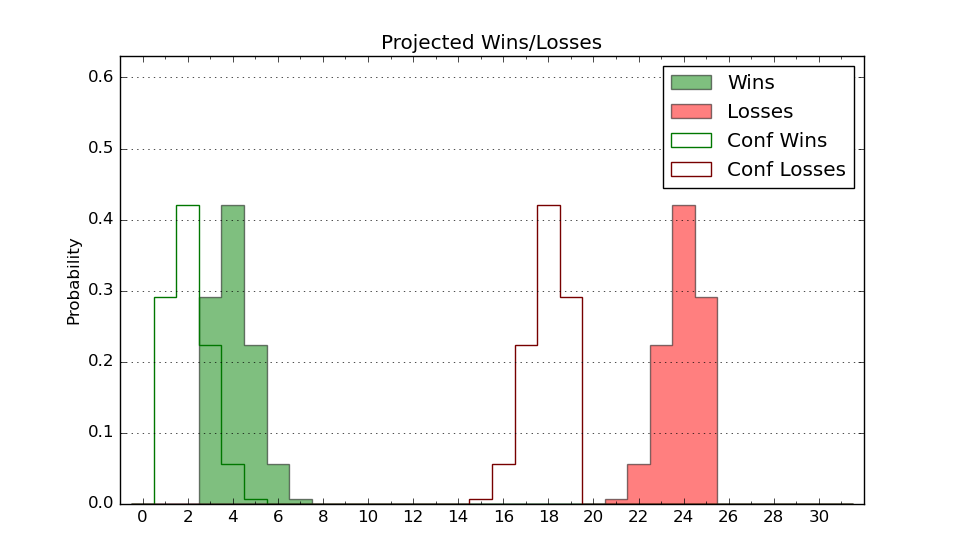 Projected Wins/Losses
Probability
0.6
0.5
0.4
0.3
0.2
0.1
0.0
0 2 4 6 8 10 12 14 16 18 20 22 24 26 28 30
Wins
Losses
Conf Wins
Conf Losses